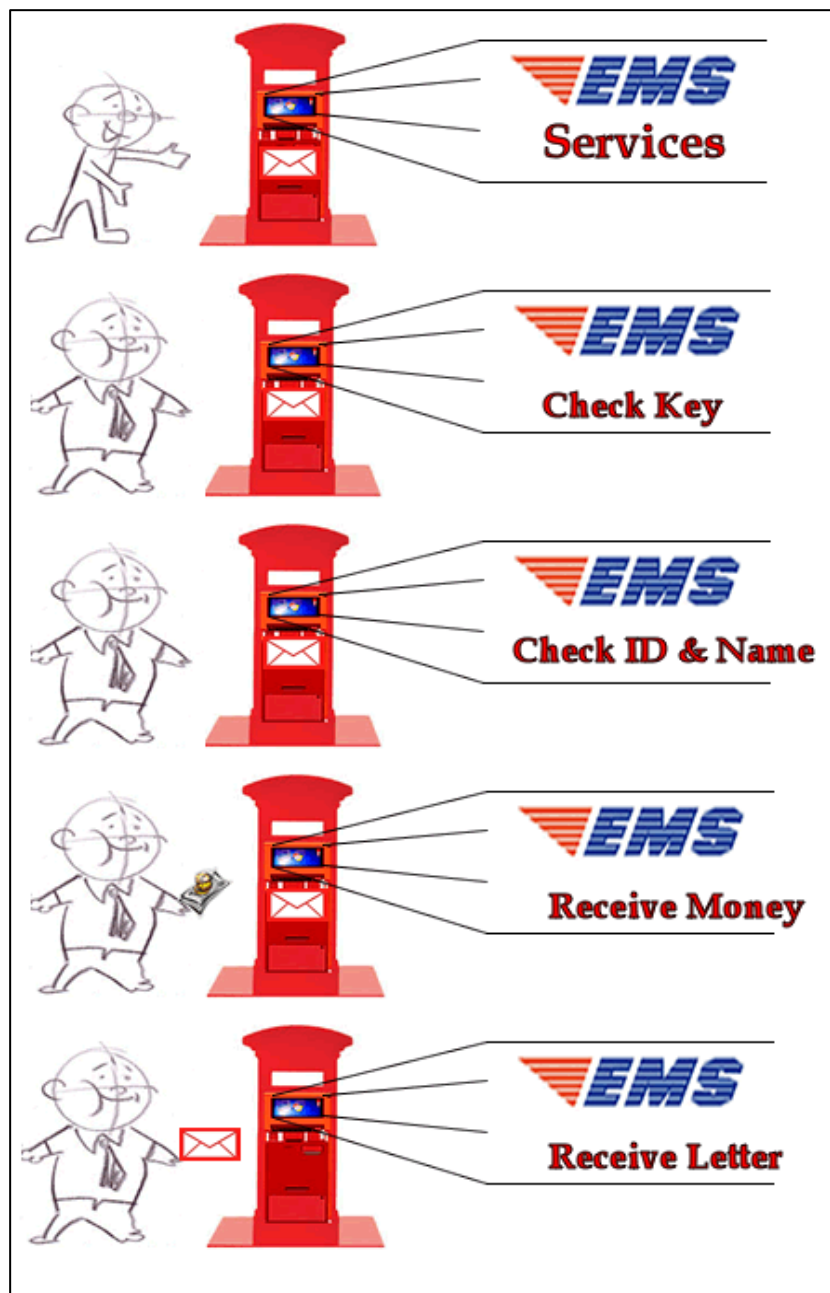 EMS
Services
EMS
Check Key
EMS
Check ID & Name
EMS
Receive Money
EMS
Receive Letter